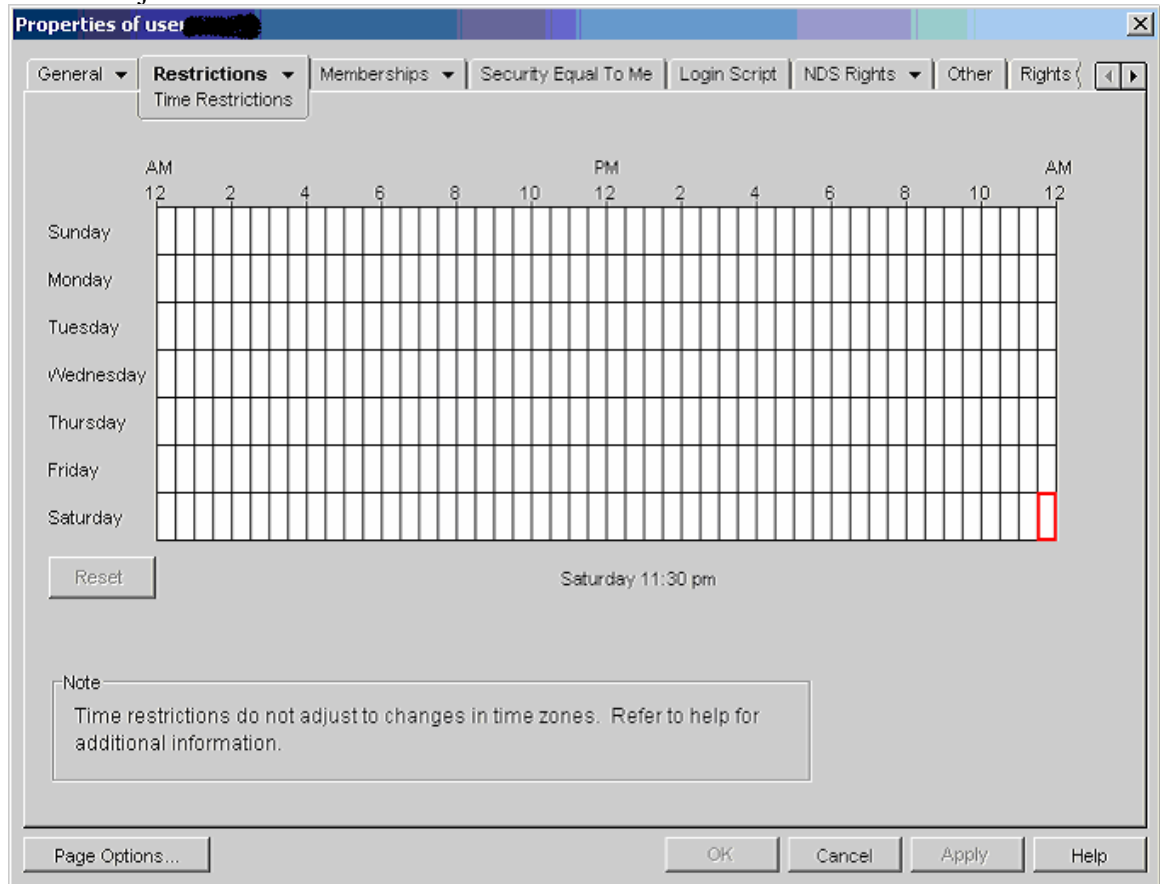 Properties of user
General Restrictions Memberships Security Equal To Me Login Script NDS Rights Other Rights
Time Restrictions
AM PM AM
12 2 4 6 8 10 12 2 4 6 8 10 12
Sunday
Monday
Tuesday
Wednesday
Thursday
Friday
Saturday
Reset Saturday 11:30 pm
Note
Time restrictions do not adjust to changes in time zones. Refer to help for
additional information.
Page Options... OK Cancel Apply Help